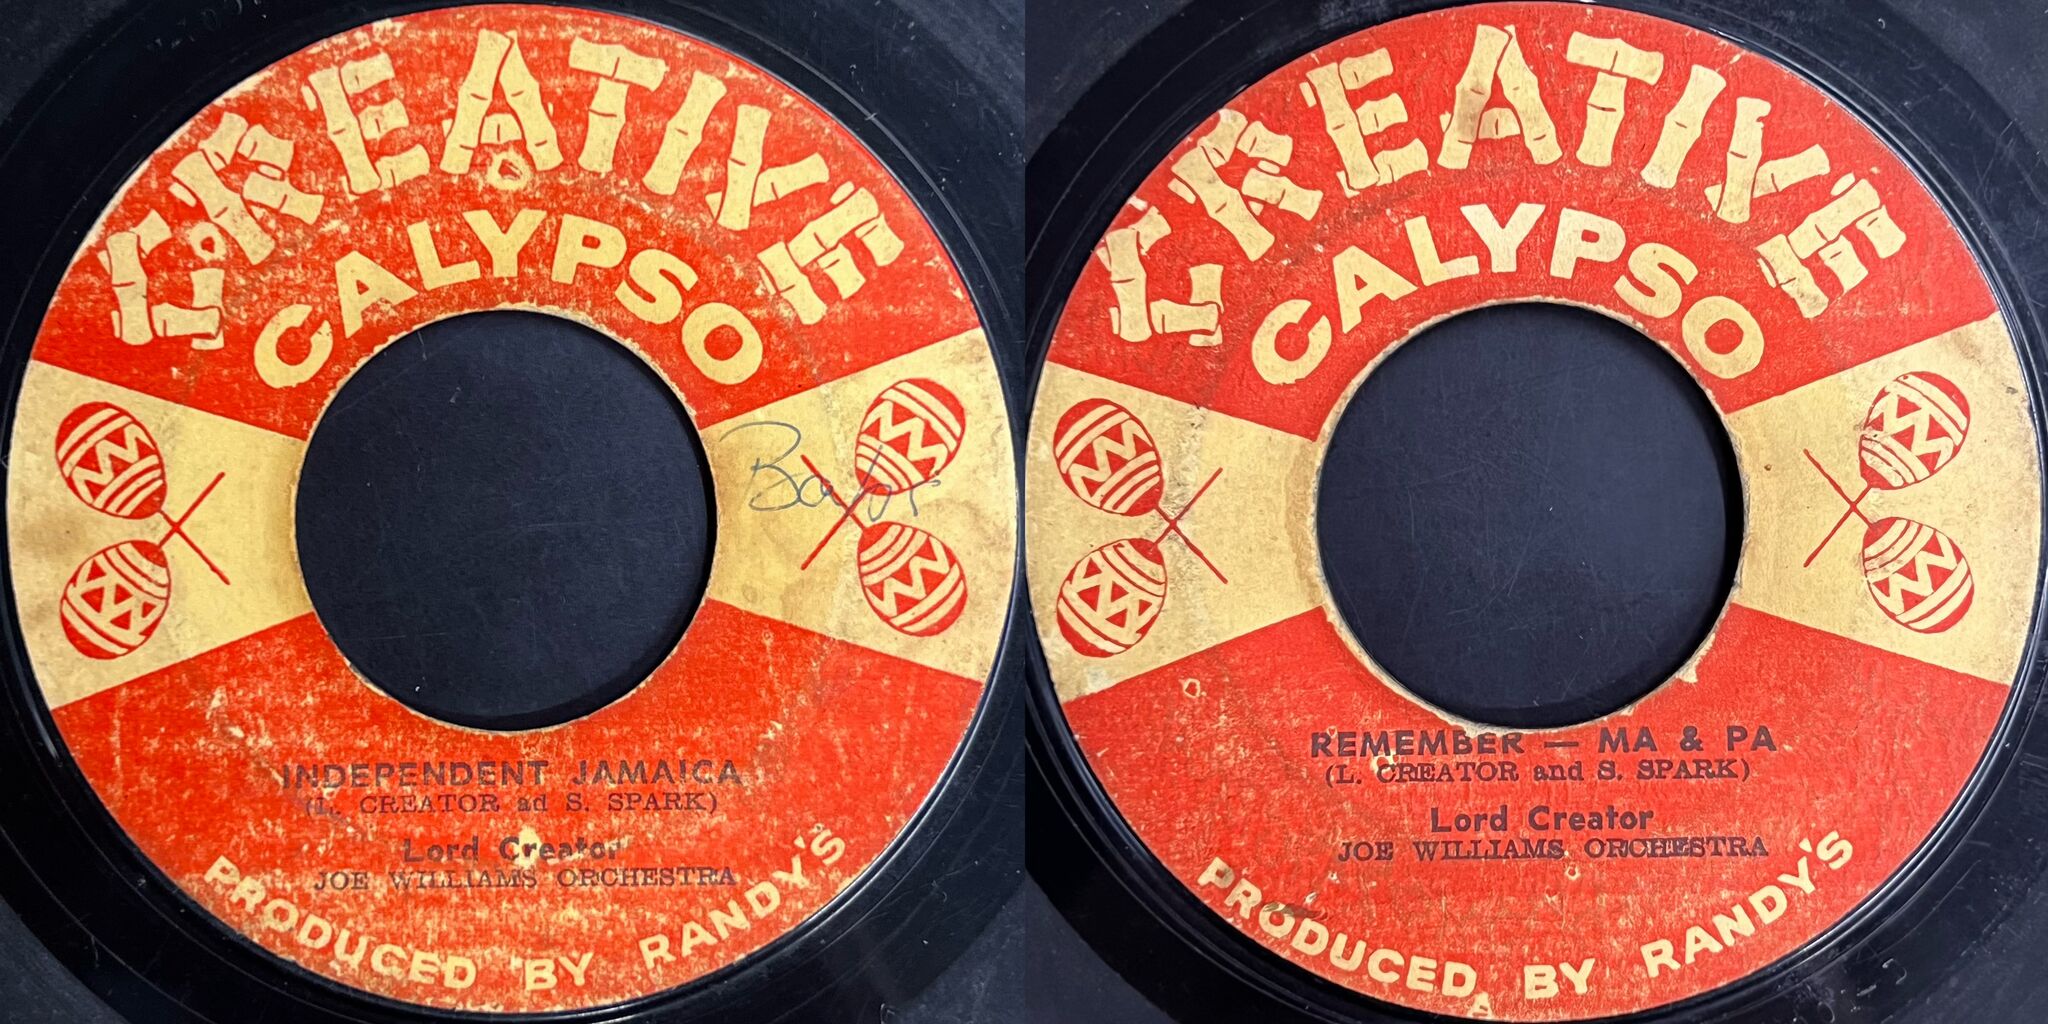 CREATIVE
CALYPSO
INDEPENDENT JAMAICA
(L. CREATOR ad S. SPARK)
Lord Creator
JOE WILLIAMS ORCHESTRA
PRODUCED BY RANDY'S
CREATIVE
CALYPSO
REMEMBER — MA & PA
(L. CREATOR and S. SPARK)
Lord Creator
JOE WILLIAMS ORCHESTRA
PRODUCED BY RANDY'S